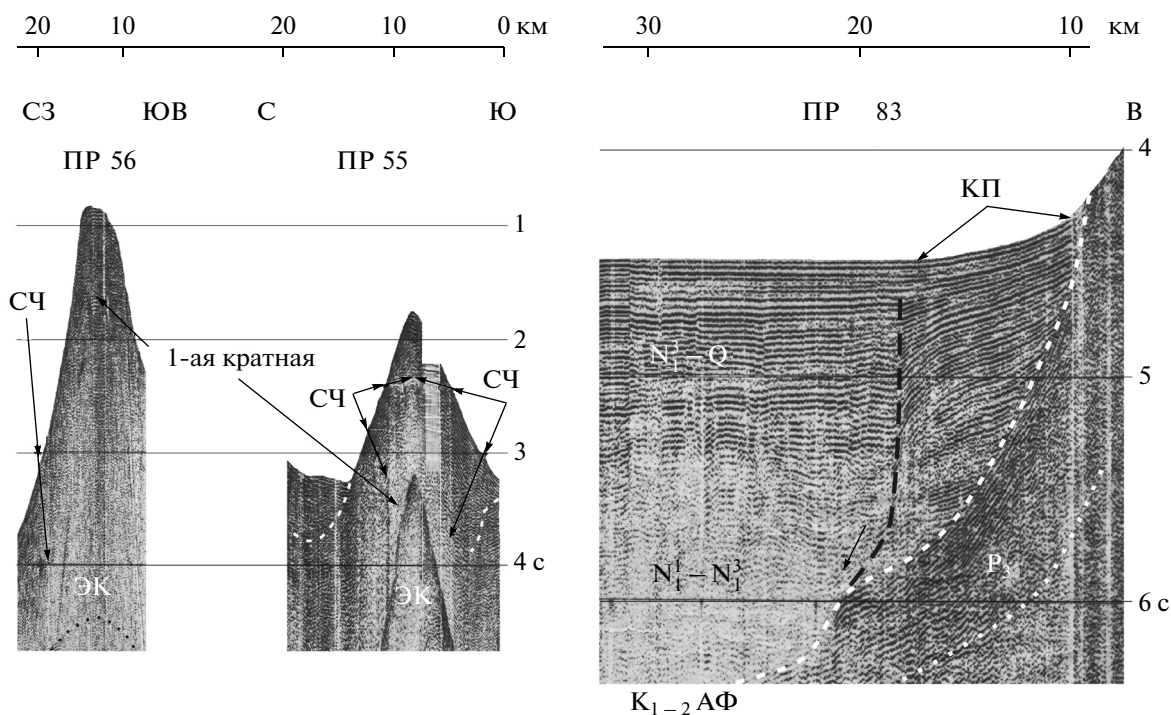 20 10 20 10 0 км 30 20 10 км
СЗ ЮВ С Ю ПР 83 В
ПР 56 ПР 55
4
КП
1
СЧ
2
1-ая кратная
N₁³ – Q
5
СЧ СЧ
3
4 с
ЭК ЭК
N₁¹ – N₁³
P₃
6 с
K₁ – ₂ АФ